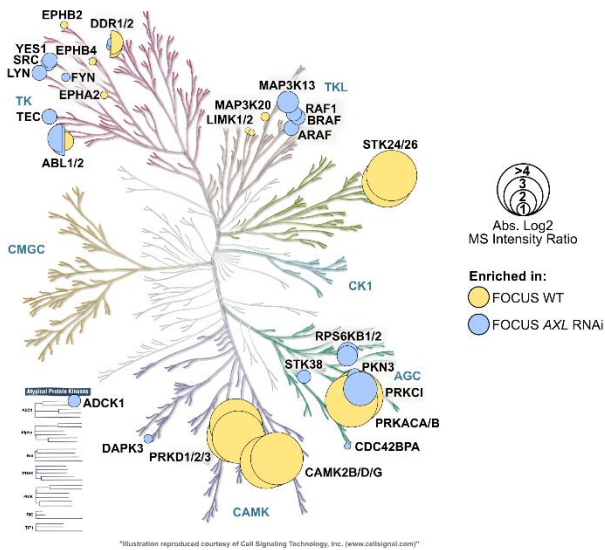 EPHB2
DDR1/2
YES1
SRC
EPHB4
LYN
FYN
TK
EPHA2
TEC
ABL1/2
TKL
MAP3K13
MAP3K20
RAF1
LIMK1/2
BRAF
ARAF
STK24/26
>4
3
2
1
Abs. Log2
MS Intensity Ratio
CMGC
CK1
Enriched in:
FOCUS WT
FOCUS AXL RNAi
RPS6KB1/2
PKN3
STK38
AGC
PRKCI
PRKACA/B
CDC42BPA
Atypical Protein Kinases
ADCK1
DAPK3
PRKD1/2/3
CAMK2B/D/G
CAMK
"Illustration reproduced courtesy of Cell Signaling Technology, Inc. (www.cellsignal.com)"